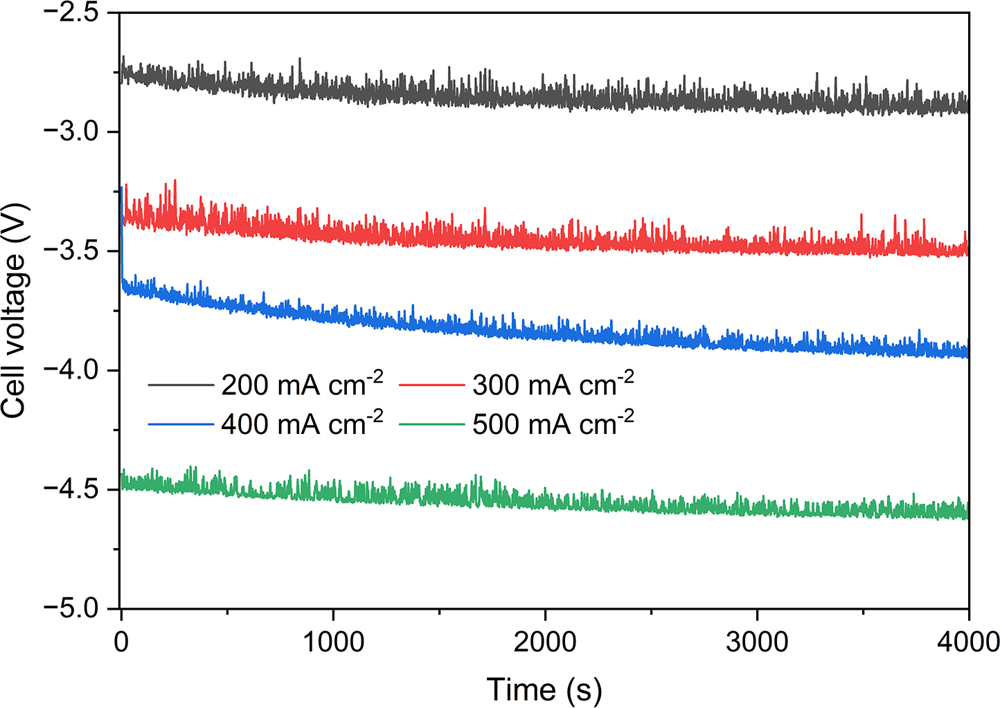 −2.5
−3.0
−3.5
−4.0
−4.5
−5.0
Cell voltage (V)
200 mA cm-2 300 mA cm-2
400 mA cm-2 500 mA cm-2
0 1000 2000 3000 4000
Time (s)